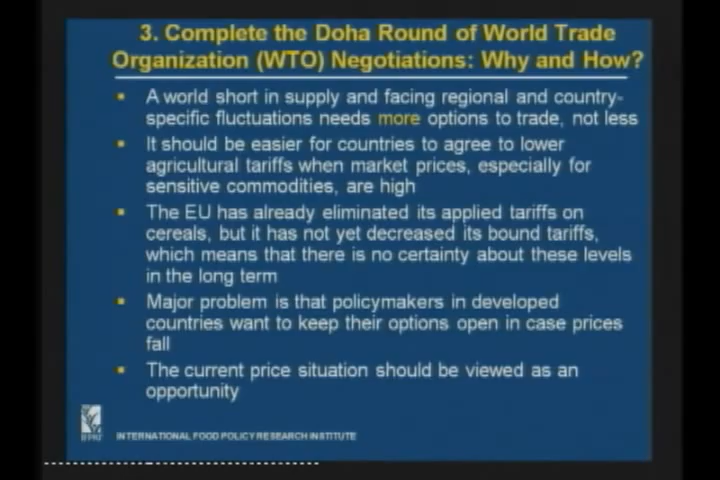 3. Complete the Doha Round of World Trade
Organization (WTO) Negotiations: Why and How?
▪ A world short in supply and facing regional and country-
specific fluctuations needs more options to trade, not less
▪ It should be easier for countries to agree to lower
agricultural tariffs when market prices, especially for
sensitive commodities, are high
▪ The EU has already eliminated its applied tariffs on
cereals, but it has not yet decreased its bound tariffs,
which means that there is no certainty about these levels
in the long term
▪ Major problem is that policymakers in developed
countries want to keep their options open in case prices
fall
▪ The current price situation should be viewed as an
opportunity
IFPRI
INTERNATIONAL FOOD POLICY RESEARCH INSTITUTE